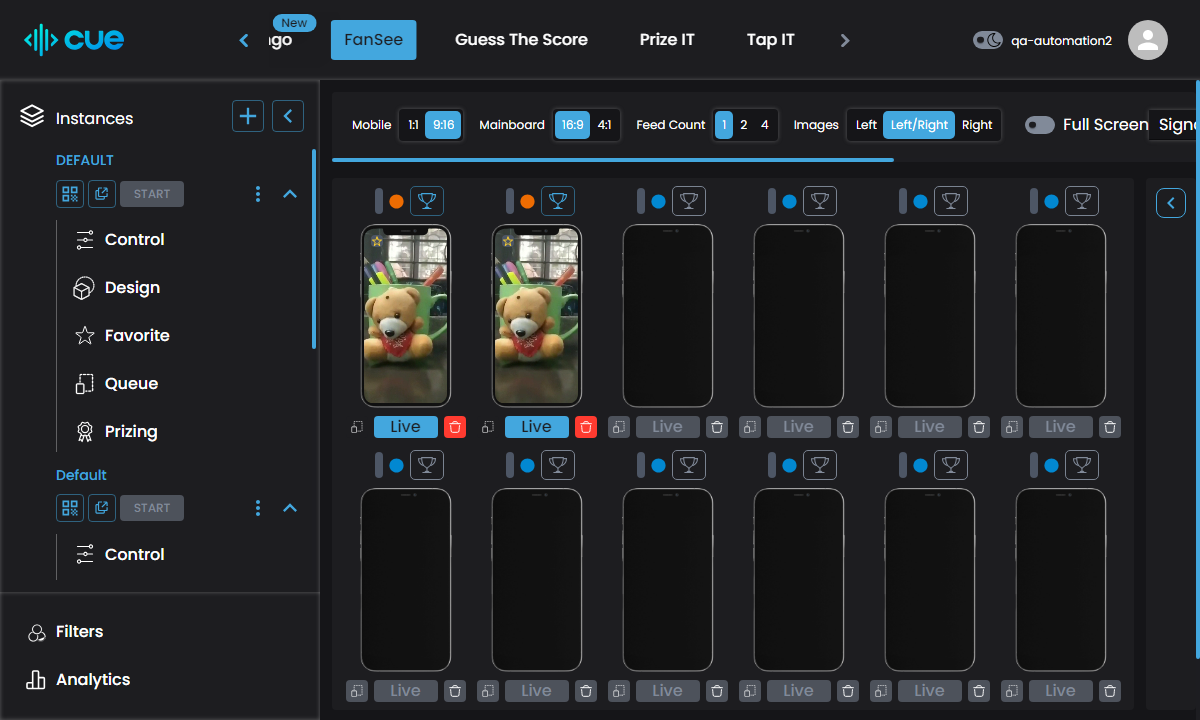 cue
New
ngo
FanSee
Guess The Score
Prize IT
Tap IT
qa-automation2
Instances
DEFAULT
START
Control
Design
Favorite
Queue
Prizing
Default
START
Control
Filters
Analytics
Mobile
1:1
9:16
Mainboard
16:9
4:1
Feed Count
1
2
4
Images
Left
Left/Right
Right
Full Screen
Live
Live
Live
Live
Live
Live
Live
Live
Live
Live
Live
Live